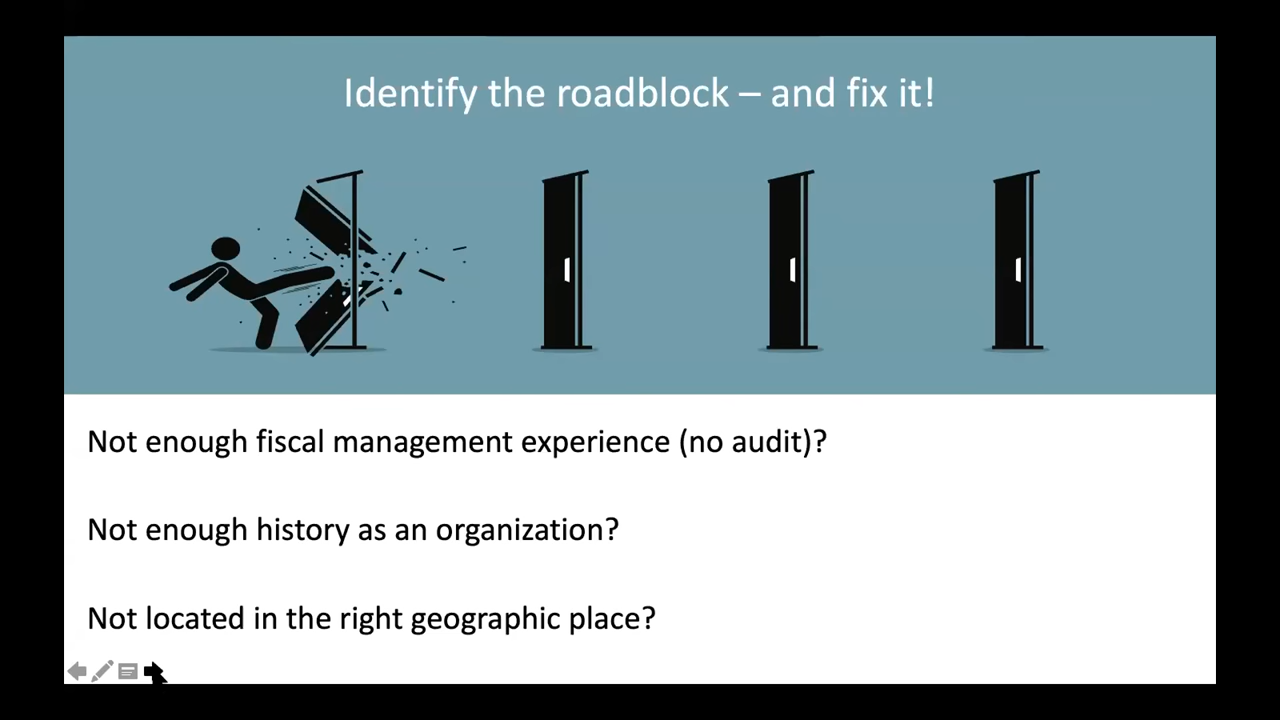 Identify the roadblock – and fix it!
Not enough fiscal management experience (no audit)?
Not enough history as an organization?
Not located in the right geographic place?